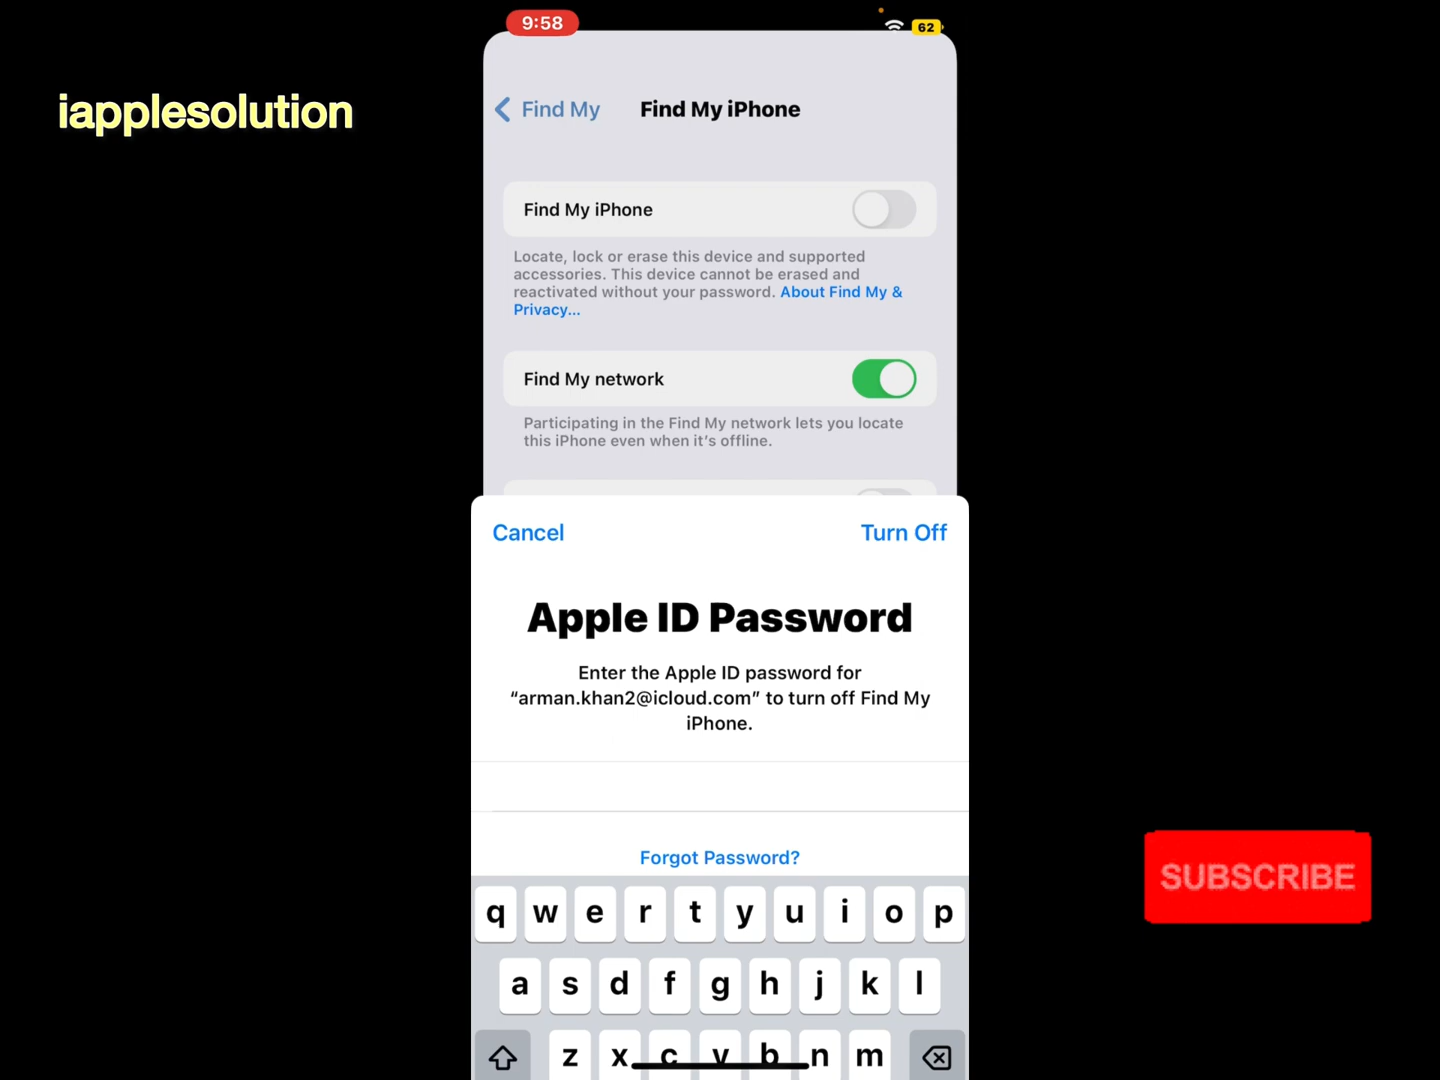 9:58
62
iapplesolution
Find My
Find My iPhone
Find My iPhone
Locate, lock or erase this device and supported
accessories. This device cannot be erased and
reactivated without your password. About Find My &
Privacy...
Find My network
Participating in the Find My network lets you locate
this iPhone even when it's offline.
Cancel
Turn Off
Apple ID Password
Enter the Apple ID password for
“arman.khan2@icloud.com” to turn off Find My
iPhone.
Forgot Password?
SUBSCRIBE
q w e r t y u i o p
a s d f g h j k l
z x c v b n m